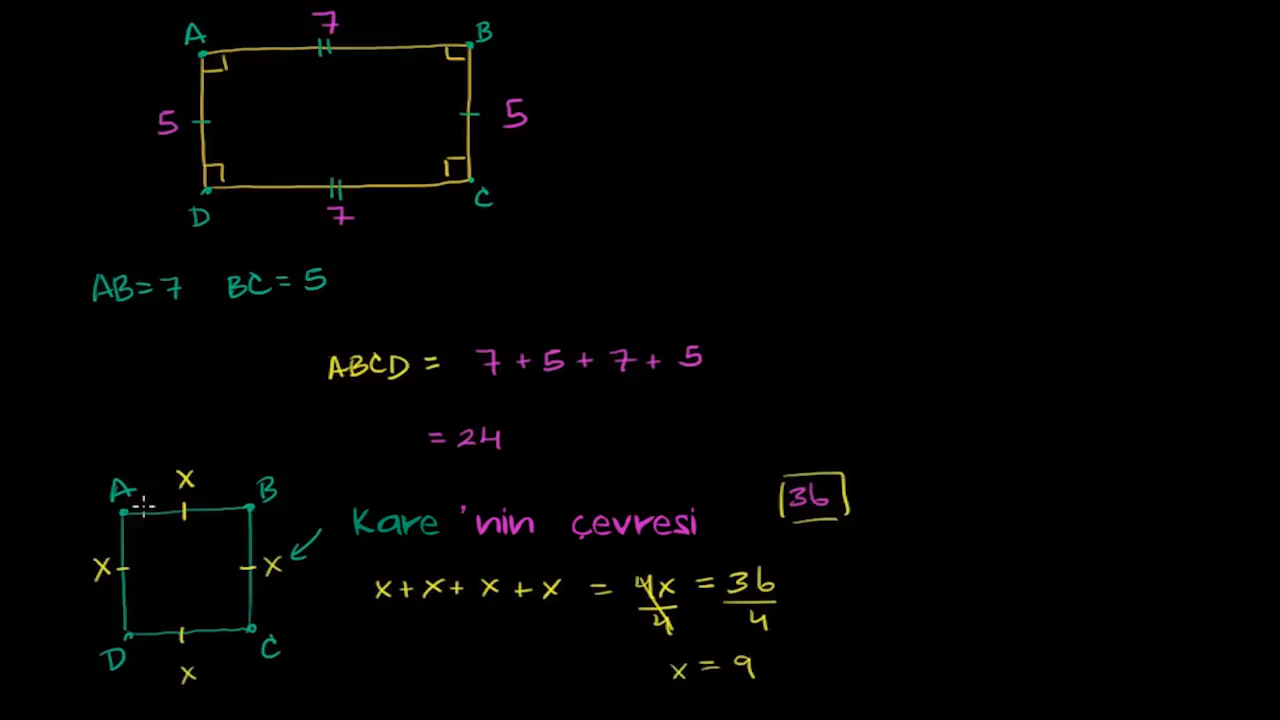 7
A B
5 5
D C
7
AB=7 BC=5
ABCD = 7 + 5 + 7 + 5
= 24
x
A B
36
Kare 'nin çevresi
x x
x + x + x + x = 4x = 36
4 4
D C
x
x = 9